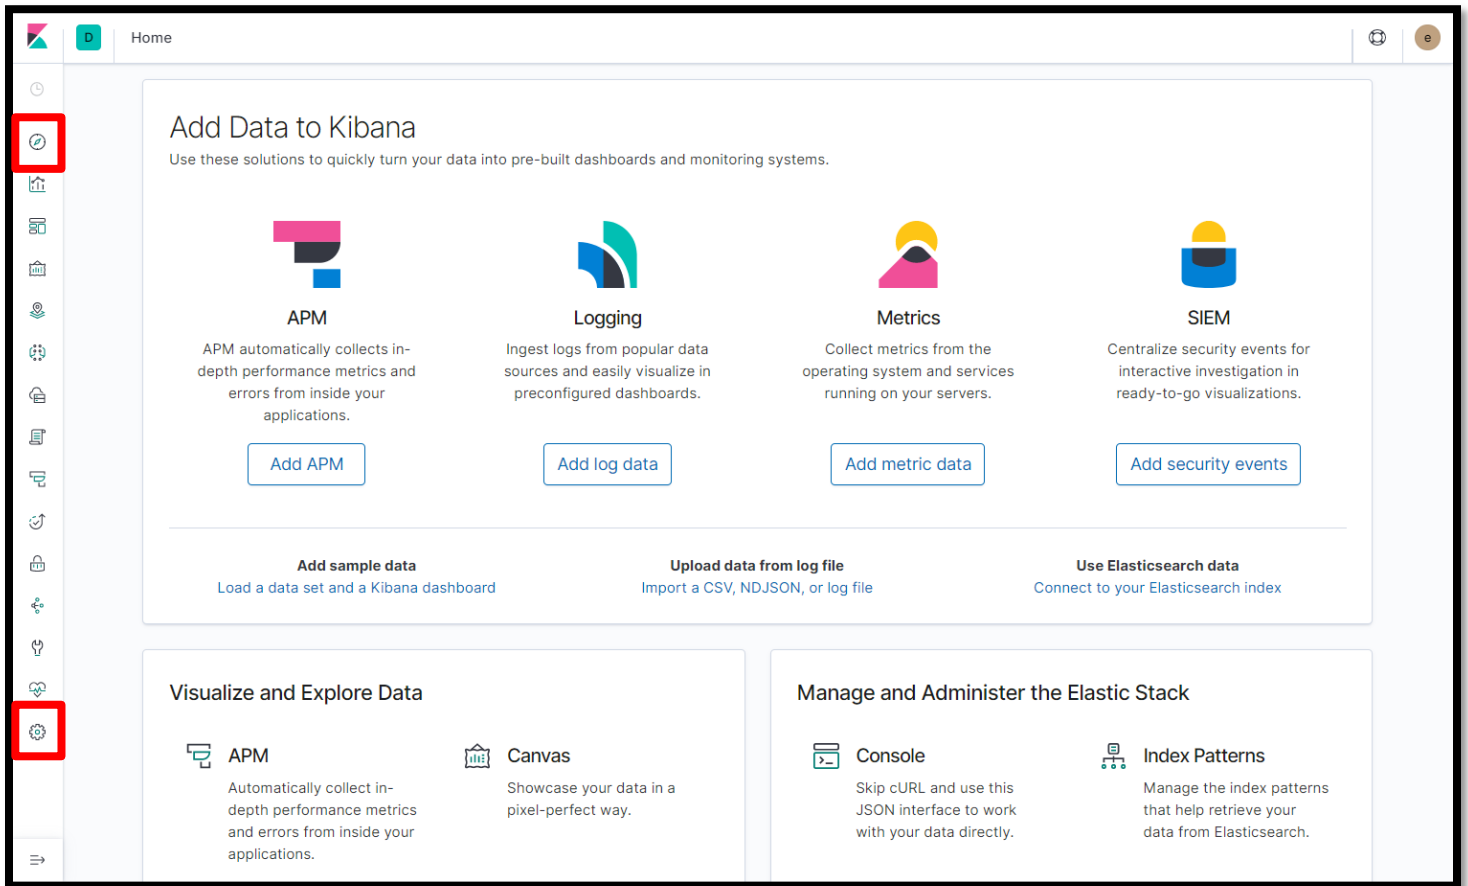 D
Home
e
Add Data to Kibana
Use these solutions to quickly turn your data into pre-built dashboards and monitoring systems.
APM
APM automatically collects in-
depth performance metrics and
errors from inside your
applications.
Add APM
Logging
Ingest logs from popular data
sources and easily visualize in
preconfigured dashboards.
Add log data
Metrics
Collect metrics from the
operating system and services
running on your servers.
Add metric data
SIEM
Centralize security events for
interactive investigation in
ready-to-go visualizations.
Add security events
Add sample data
Load a data set and a Kibana dashboard
Upload data from log file
Import a CSV, NDJSON, or log file
Use Elasticsearch data
Connect to your Elasticsearch index
Visualize and Explore Data
APM
Automatically collect in-
depth performance metrics
and errors from inside your
applications.
Canvas
Showcase your data in a
pixel-perfect way.
Manage and Administer the Elastic Stack
Console
Skip cURL and use this
JSON interface to work
with your data directly.
Index Patterns
Manage the index patterns
that help retrieve your
data from Elasticsearch.